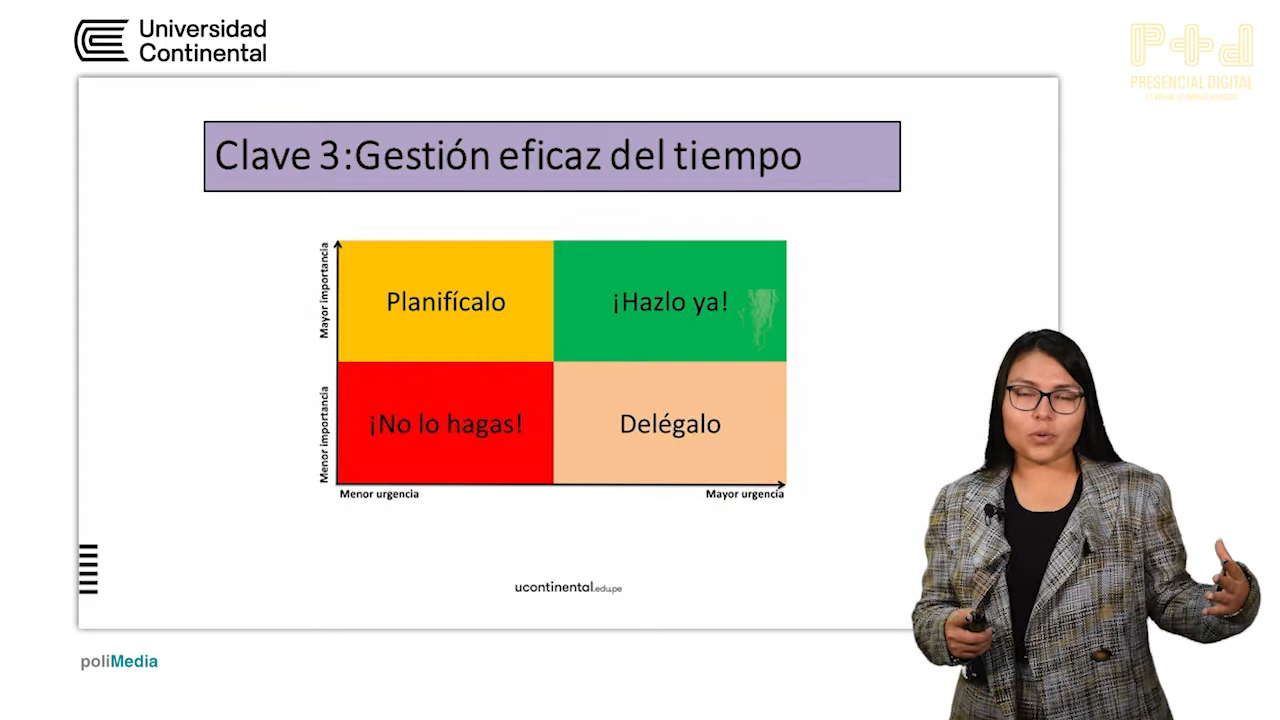 Universidad
Continental
P+d
PRESENCIAL DIGITAL
Clave 3:Gestión eficaz del tiempo
Mayor importancia
Planifícalo
¡Hazlo ya!
Menor importancia
¡No lo hagas!
Delégalo
Menor urgencia
Mayor urgencia
ucontinental.edu.pe
poliMedia